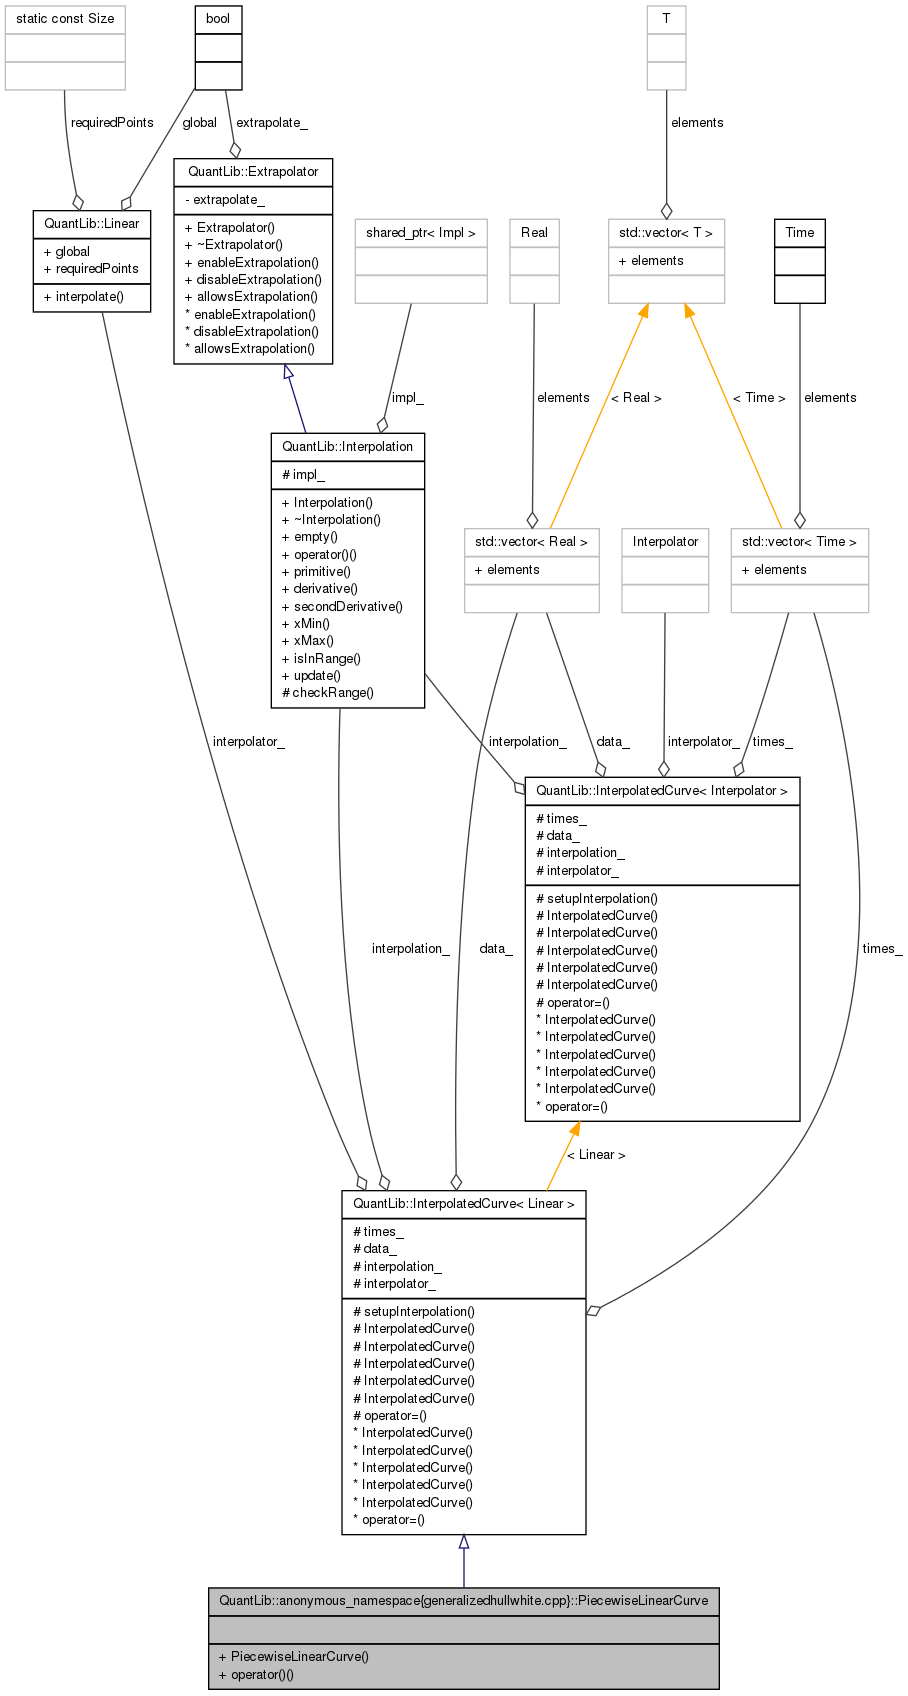 static const Size
bool
T
requiredPoints
global
extrapolate_
elements
QuantLib::Extrapolator
- extrapolate_
+ Extrapolator()
+ ~Extrapolator()
+ enableExtrapolation()
+ disableExtrapolation()
+ allowsExtrapolation()
* enableExtrapolation()
* disableExtrapolation()
* allowsExtrapolation()
QuantLib::Linear
+ global
+ requiredPoints
+ interpolate()
shared_ptr< Impl >
Real
std::vector< T >
+ elements
Time
impl_
elements
< Real >
< Time >
elements
QuantLib::Interpolation
# impl_
+ Interpolation()
+ ~Interpolation()
+ empty()
+ operator()()
+ primitive()
+ derivative()
+ secondDerivative()
+ xMin()
+ xMax()
+ isInRange()
+ update()
# checkRange()
std::vector< Real >
+ elements
Interpolator
std::vector< Time >
+ elements
interpolator_
interpolation_
data_
interpolator_
times_
QuantLib::InterpolatedCurve< Interpolator >
# times_
# data_
# interpolation_
# interpolator_
# setupInterpolation()
# InterpolatedCurve()
# InterpolatedCurve()
# InterpolatedCurve()
# InterpolatedCurve()
# InterpolatedCurve()
# operator=()
* InterpolatedCurve()
* InterpolatedCurve()
* InterpolatedCurve()
* InterpolatedCurve()
* InterpolatedCurve()
* operator=()
interpolation_
data_
times_
< Linear >
QuantLib::InterpolatedCurve< Linear >
# times_
# data_
# interpolation_
# interpolator_
# setupInterpolation()
# InterpolatedCurve()
# InterpolatedCurve()
# InterpolatedCurve()
# InterpolatedCurve()
# InterpolatedCurve()
# operator=()
* InterpolatedCurve()
* InterpolatedCurve()
* InterpolatedCurve()
* InterpolatedCurve()
* InterpolatedCurve()
* operator=()
QuantLib::anonymous_namespace{generalizedhullwhite.cpp}::PiecewiseLinearCurve
+ PiecewiseLinearCurve()
+ operator()()